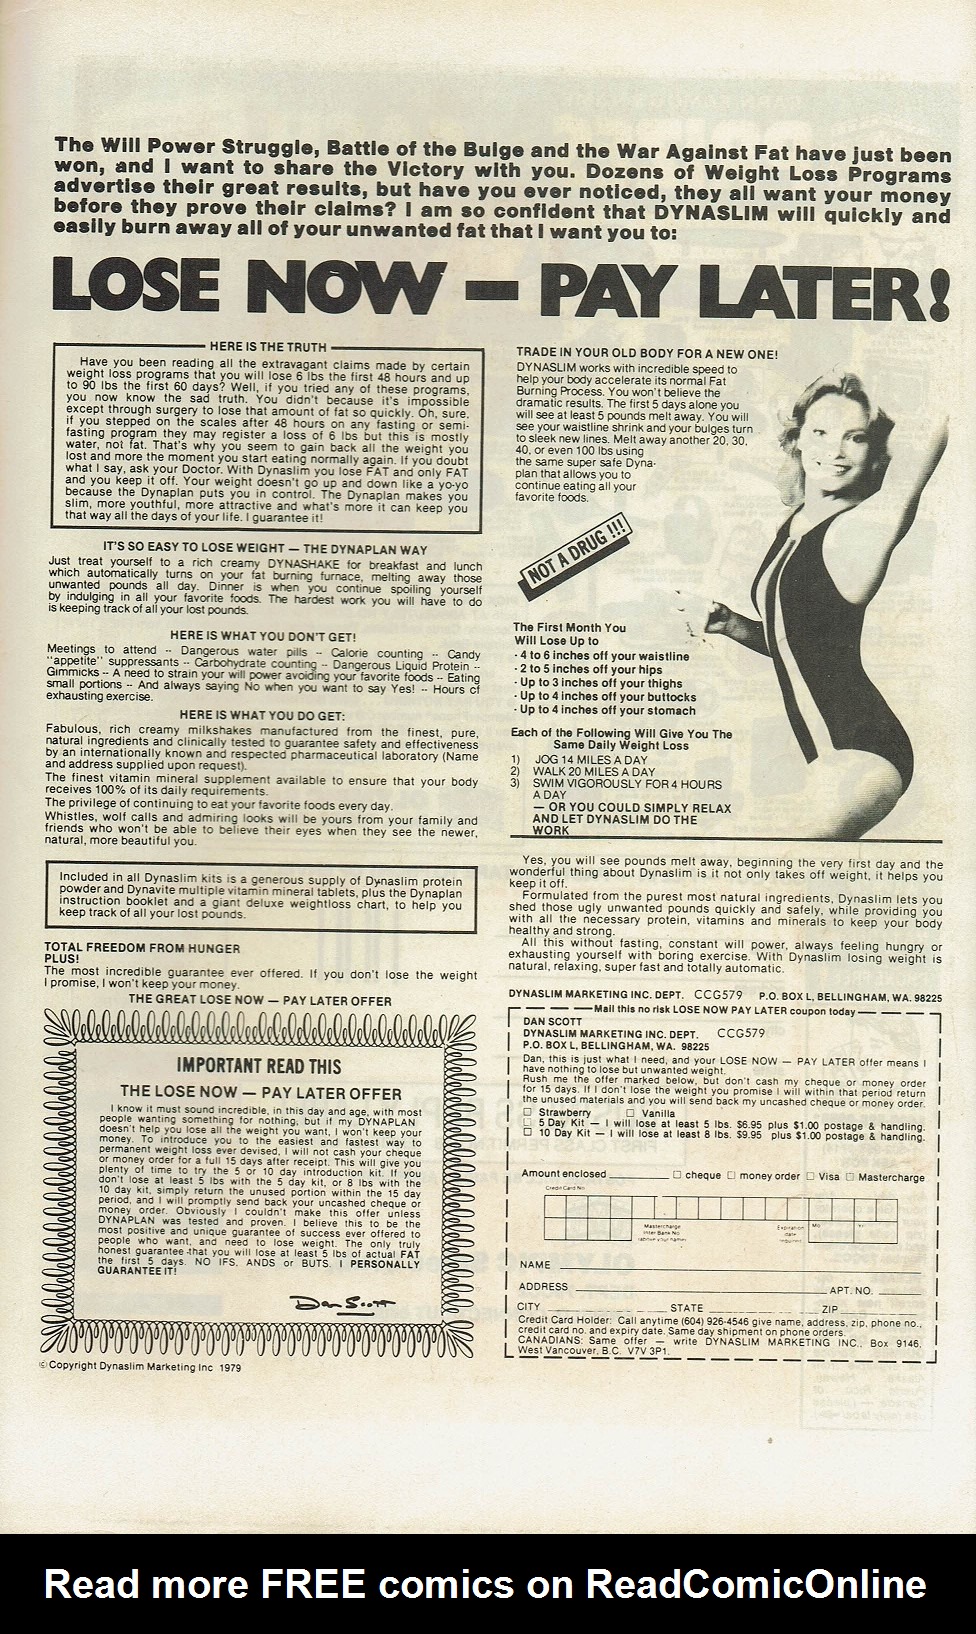 The Will Power Struggle, Battle of the Bulge and the War Against Fat have just been
won, and I want to share the Victory with you. Dozens of Weight Loss Programs
advertise their great results, but have you ever noticed, they all want your money
before they prove their claims? I am so confident that DYNASLIM will quickly and
easily burn away all of your unwanted fat that I want you to:
LOSE NOW — PAY LATER!
HERE IS THE TRUTH
Have you been reading all the extravagant claims made by certain
weight loss programs that you will lose 6 lbs the first 48 hours and up
to 90 lbs the first 60 days? Well, if you tried any of these programs,
you now know the sad truth. You didn't because it's impossible
except through surgery to lose that amount of fat so quickly. Oh, sure,
if you stepped on the scales after 48 hours on any fasting or semi-
fasting program they may register a loss of 6 lbs but this is mostly
water, not fat. That's why you seem to gain back all the weight you
lost and more the moment you start eating normally again. If you doubt
what I say, ask your Doctor. With Dynaslim you lose FAT and only FAT
and you keep it off. Your weight doesn't go up and down like a yo-yo
because the Dynaplan puts you in control. The Dynaplan makes you
slim, more youthful, more attractive and what's more it can keep you
that way all the days of your life. I guarantee it!
IT'S SO EASY TO LOSE WEIGHT — THE DYNAPLAN WAY
Just treat yourself to a rich creamy DYNASHAKE for breakfast and lunch
which automatically turns on your fat burning furnace, melting away those
unwanted pounds all day. Dinner is when you continue spoiling yourself
by indulging in all your favorite foods. The hardest work you will have to do
is keeping track of all your lost pounds.
HERE IS WHAT YOU DON'T GET!
Meetings to attend -- Dangerous water pills -- Calorie counting -- Candy
"appetite" suppressants -- Carbohydrate counting -- Dangerous Liquid Protein --
Gimmicks -- A need to strain your will power avoiding your favorite foods -- Eating
small portions -- And always saying No when you want to say Yes! -- Hours of
exhausting exercise.
HERE IS WHAT YOU DO GET:
Fabulous, rich creamy milkshakes manufactured from the finest, pure,
natural ingredients and clinically tested to guarantee safety and effectiveness
by an internationally known and respected pharmaceutical laboratory (Name
and address supplied upon request).
The finest vitamin mineral supplement available to ensure that your body
receives 100% of its daily requirements.
The privilege of continuing to eat your favorite foods every day.
Whistles, wolf calls and admiring looks will be yours from your family and
friends who won't be able to believe their eyes when they see the newer,
natural, more beautiful you.
Included in all Dynaslim kits is a generous supply of Dynaslim protein
powder and Dynavite multiple vitamin mineral tablets, plus the Dynaplan
instruction booklet and a giant deluxe weightloss chart, to help you
keep track of all your lost pounds.
TOTAL FREEDOM FROM HUNGER
PLUS!
The most incredible guarantee ever offered. If you don't lose the weight
I promise, I won't keep your money.
THE GREAT LOSE NOW — PAY LATER OFFER
IMPORTANT READ THIS
THE LOSE NOW — PAY LATER OFFER
I know it must sound incredible, in this day and age, with most
people wanting something for nothing, but if my DYNAPLAN
doesn't help you lose all the weight you want, I won't keep your
money. To introduce you to the easiest and fastest way to
permanent weight loss ever devised, I will not cash your cheque
or money order for a full 15 days after receipt. This will give you
plenty of time to try the 5 or 10 day introduction kit. If you
don't lose at least 5 lbs with the 5 day kit, or 8 lbs with the
10 day kit, simply return the unused portion within the 15 day
period, and I will promptly send back your uncashed cheque or
money order. Obviously I couldn't make this offer unless
DYNAPLAN was tested and proven. I believe this to be the
most positive and unique guarantee of success ever offered to
people who want, and need to lose weight. The only truly
honest guarantee -that you will lose at least 5 lbs of actual FAT
the first 5 days. NO IFS, ANDS or BUTS. I PERSONALLY
GUARANTEE IT!
Dan Scott
© Copyright Dynaslim Marketing Inc 1979
TRADE IN YOUR OLD BODY FOR A NEW ONE!
DYNASLIM works with incredible speed to
help your body accelerate its normal Fat
Burning Process. You won't believe the
dramatic results. The first 5 days alone you
will see at least 5 pounds melt away. You will
see your waistline shrink and your bulges turn
to sleek new lines. Melt away another 20, 30,
40, or even 100 lbs using
the same super safe Dyna-
plan that allows you to
continue eating all your
favorite foods.
NOT A DRUG !!!
The First Month You
Will Lose Up to
- 4 to 6 inches off your waistline
- 2 to 5 inches off your hips
- Up to 3 inches off your thighs
- Up to 4 inches off your buttocks
- Up to 4 inches off your stomach
Each of the Following Will Give You The
Same Daily Weight Loss
1) JOG 14 MILES A DAY
2) WALK 20 MILES A DAY
3) SWIM VIGOROUSLY FOR 4 HOURS
A DAY
— OR YOU COULD SIMPLY RELAX
AND LET DYNASLIM DO THE
WORK
Yes, you will see pounds melt away, beginning the very first day and the
wonderful thing about Dynaslim is it not only takes off weight, it helps you
keep it off.
Formulated from the purest most natural ingredients, Dynaslim lets you
shed those ugly unwanted pounds quickly and safely, while providing you
with all the necessary protein, vitamins and minerals to keep your body
healthy and strong.
All this without fasting, constant will power, always feeling hungry or
exhausting yourself with boring exercise. With Dynaslim losing weight is
natural, relaxing, super fast and totally automatic.
DYNASLIM MARKETING INC. DEPT. CCG579 P.O. BOX L, BELLINGHAM, WA. 98225
Mail this no risk LOSE NOW PAY LATER coupon today
DAN SCOTT
DYNASLIM MARKETING INC. DEPT. CCG579
P.O. BOX L, BELLINGHAM, WA. 98225
Dan, this is just what I need, and your LOSE NOW — PAY LATER offer means I
have nothing to lose but unwanted weight.
Rush me the offer marked below, but don't cash my cheque or money order
for 15 days. If I don't lose the weight you promise I will within that period return
the unused materials and you will send back my uncashed cheque or money order.
☐ Strawberry ☐ Vanilla
☐ 5 Day Kit — I will lose at least 5 lbs. $6.95 plus $1.00 postage & handling.
☐ 10 Day Kit — I will lose at least 8 lbs. $9.95 plus $1.00 postage & handling.
Amount enclosed ☐ cheque ☐ money order ☐ Visa ☐ Mastercharge
Credit Card No.
Mastercharge Expiration Mo. Yr.
Inter Bank No. date
(above your name) required
NAME
ADDRESS APT. NO.
CITY STATE ZIP
Credit Card Holder: Call anytime (604) 926-4546 give name, address, zip, phone no.,
credit card no. and expiry date. Same day shipment on phone orders.
CANADIANS: Same offer — write DYNASLIM MARKETING INC., Box 9146,
West Vancouver, B.C. V7V 3P1.
Read more FREE comics on ReadComicOnline